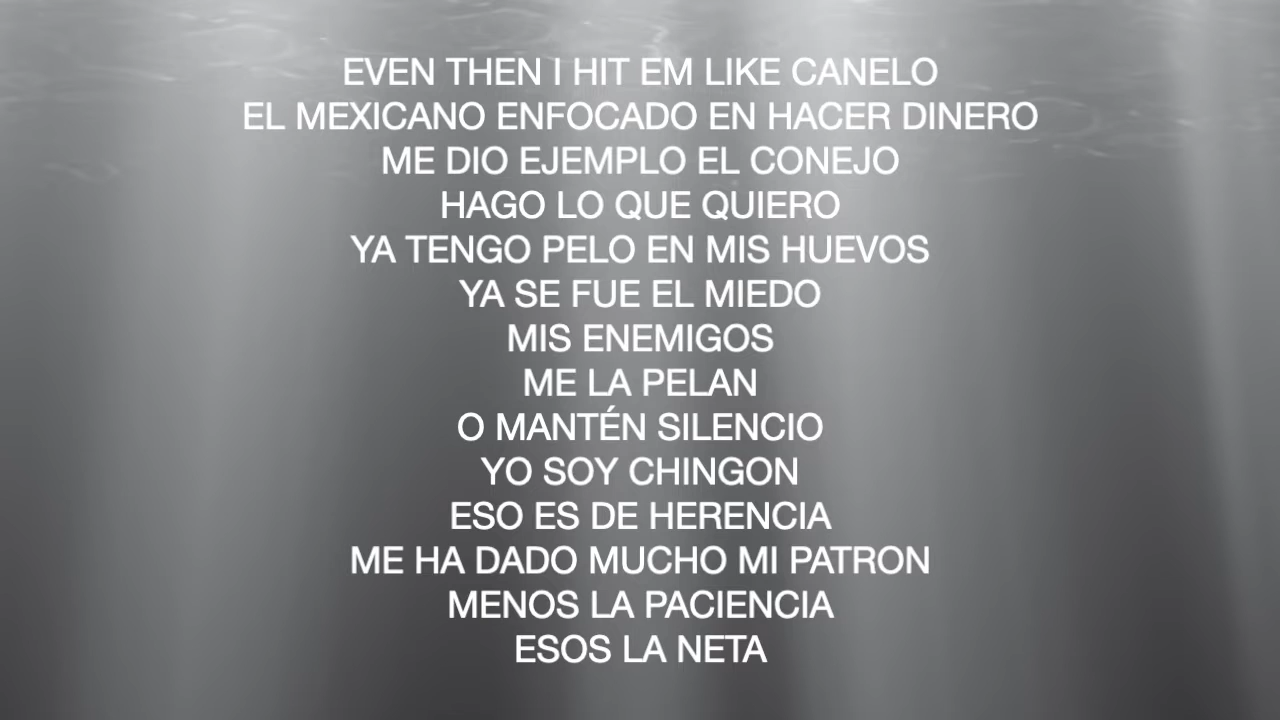 EVEN THEN I HIT EM LIKE CANELO
EL MEXICANO ENFOCADO EN HACER DINERO
ME DIO EJEMPLO EL CONEJO
HAGO LO QUE QUIERO
YA TENGO PELO EN MIS HUEVOS
YA SE FUE EL MIEDO
MIS ENEMIGOS
ME LA PELAN
O MANTÉN SILENCIO
YO SOY CHINGON
ESO ES DE HERENCIA
ME HA DADO MUCHO MI PATRON
MENOS LA PACIENCIA
ESOS LA NETA